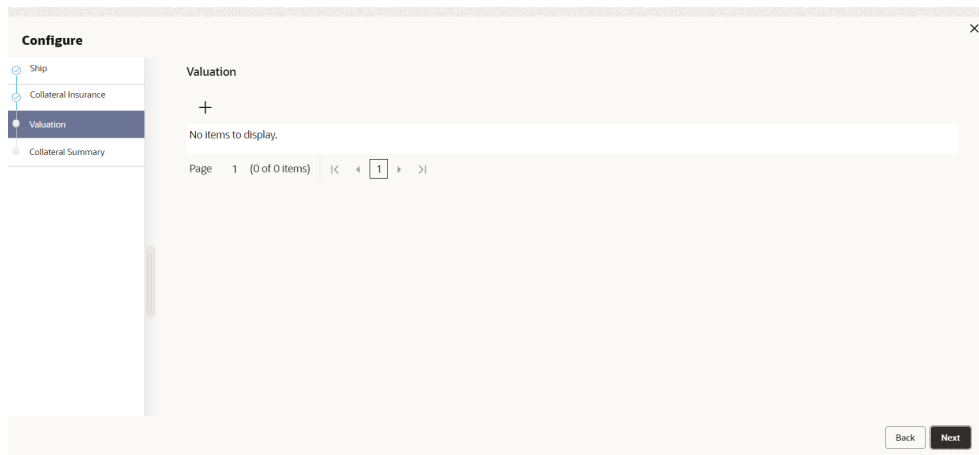 Configure
Ship
Collateral Insurance
Valuation
Collateral Summary
Valuation
No items to display.
Page 1 (0 of 0 items) 1
Back Next